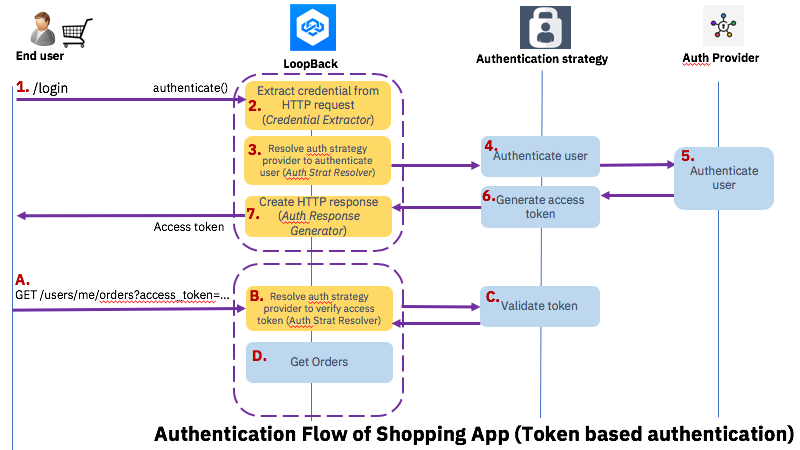 End user
LoopBack
Authentication strategy
Auth Provider
1. /login
authenticate()
2.
Extract credential from
HTTP request
(Credential Extractor)
3.
Resolve auth strategy
provider to authenticate
user (Auth Strat Resolver)
4.
Authenticate user
5.
Authenticate
user
6.
Generate access
token
7.
Create HTTP response
(Auth Response
Generator)
Access token
A.
GET /users/me/orders?access_token=...
B.
Resolve auth strategy
provider to verify access
token (Auth Strat Resolver)
C.
Validate token
D.
Get Orders
Authentication Flow of Shopping App (Token based authentication)